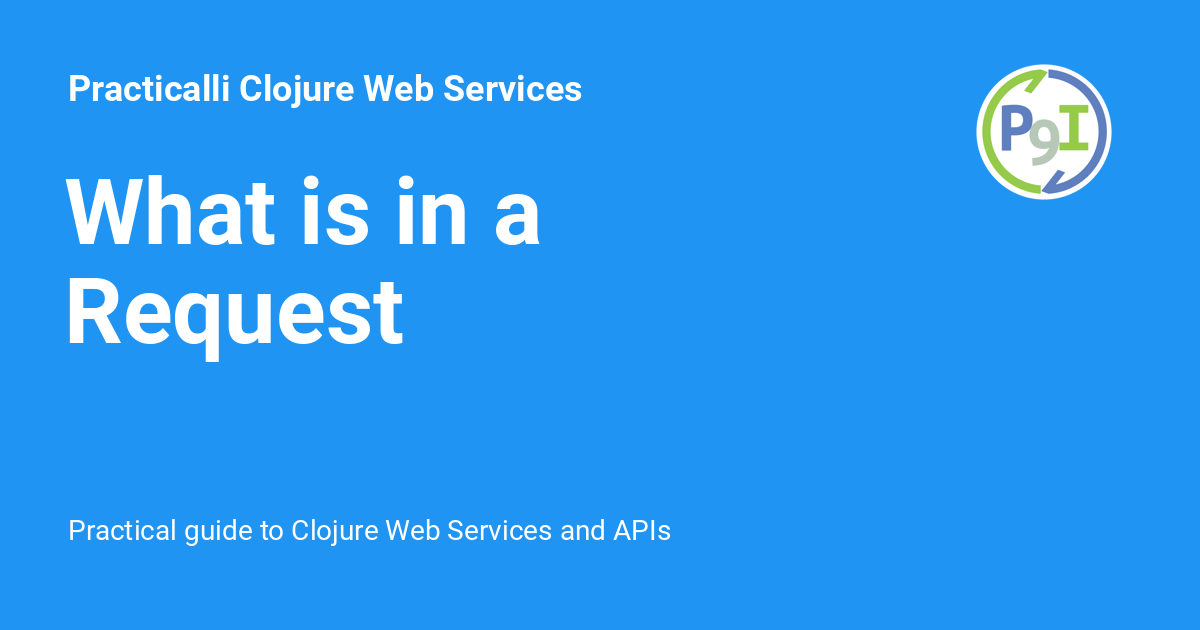 Practicalli Clojure Web Services
P9I
What is in a
Request
Practical guide to Clojure Web Services and APIs